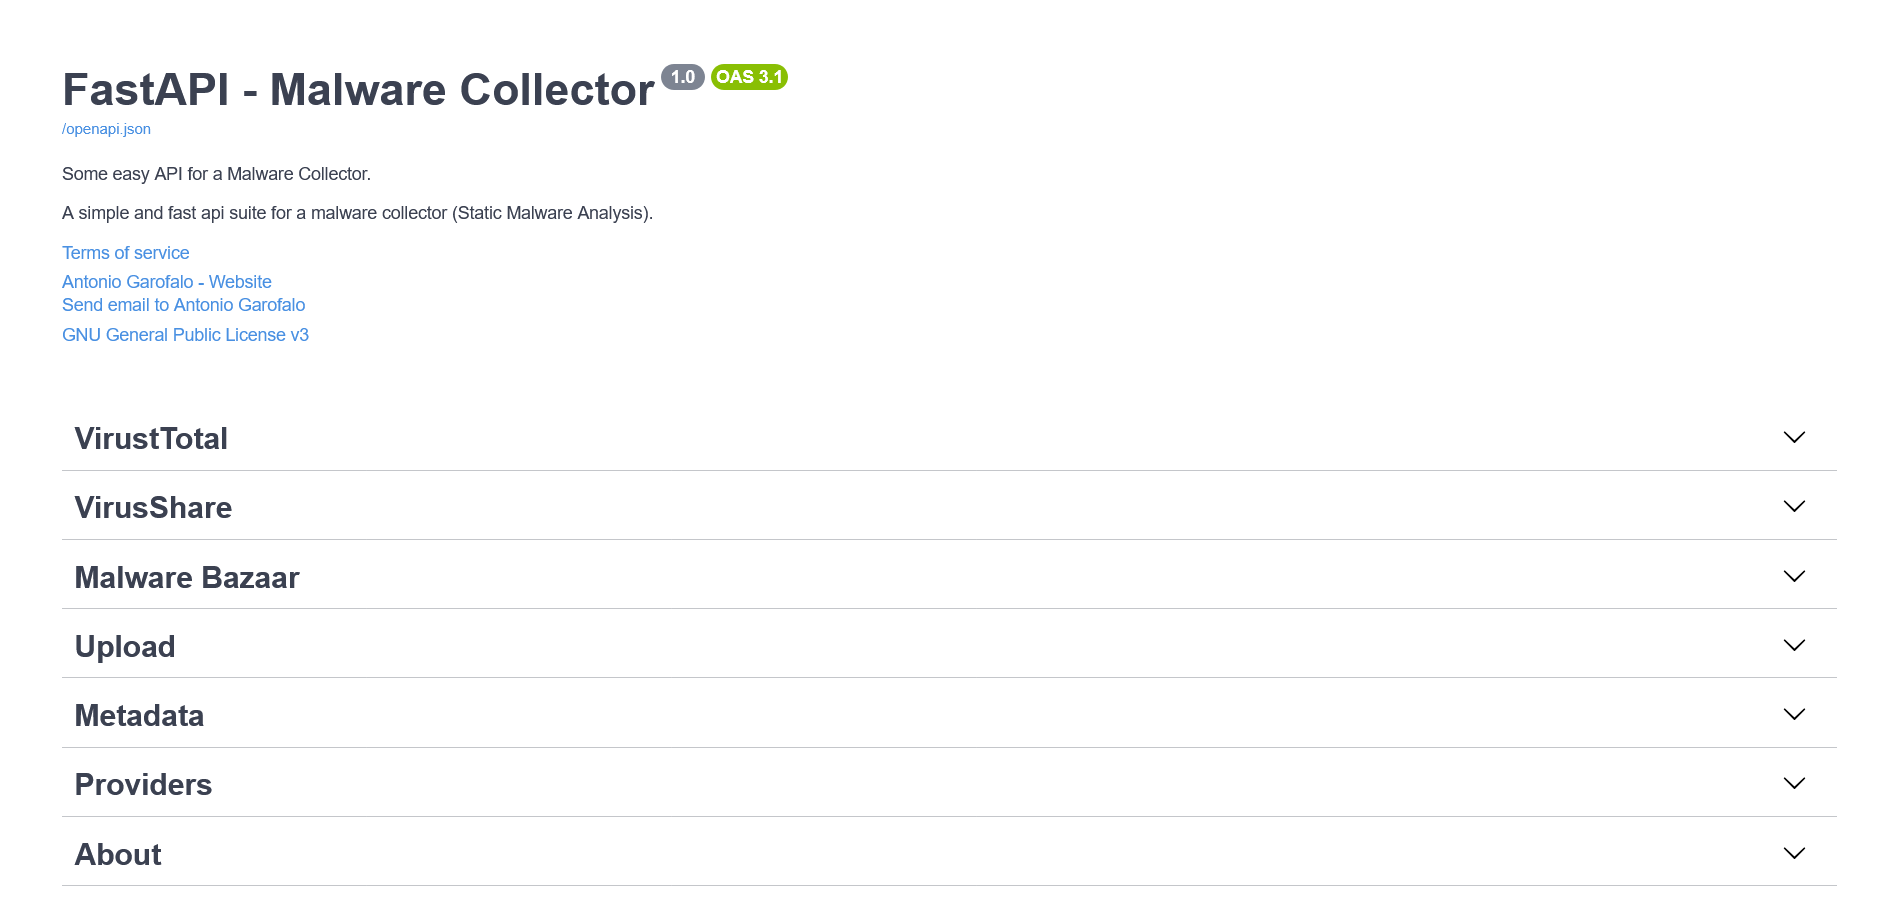 FastAPI - Malware Collector 1.0 OAS 3.1
/openapi.json
Some easy API for a Malware Collector.
A simple and fast api suite for a malware collector (Static Malware Analysis).
Terms of service
Antonio Garofalo - Website
Send email to Antonio Garofalo
GNU General Public License v3
VirustTotal
VirusShare
Malware Bazaar
Upload
Metadata
Providers
About